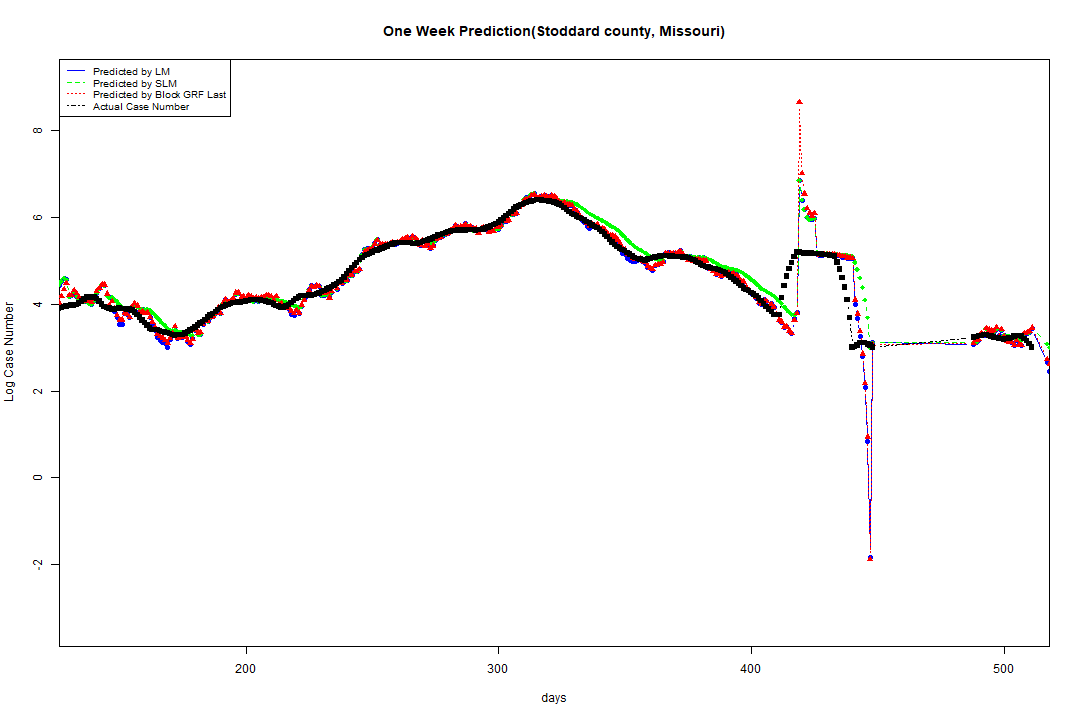 One Week Prediction(Stoddard county, Missouri)
Predicted by LM
Predicted by SLM
Predicted by Block GRF Last
Actual Case Number
8
6
4
2
0
-2
Log Case Number
200 300 400 500
days